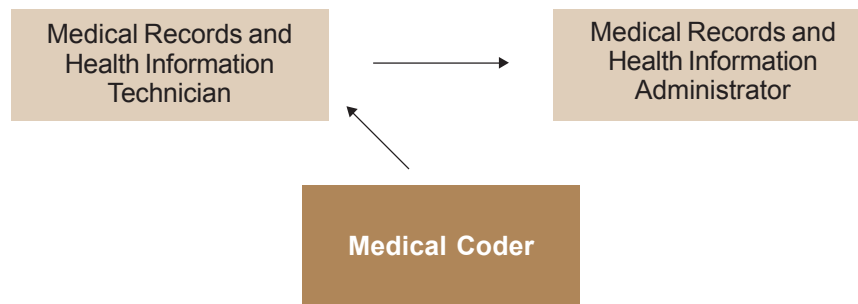 Medical Records and
Health Information
Technician
Medical Records and
Health Information
Administrator
Medical Coder